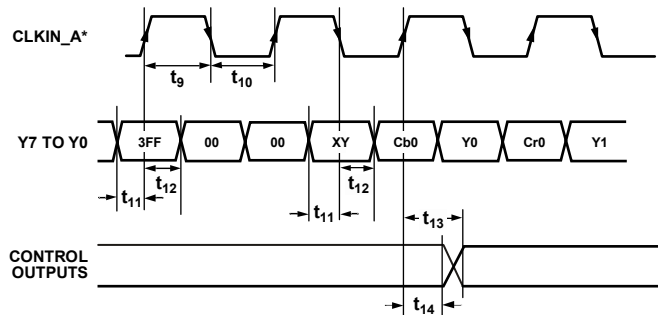 CLKIN_A*
t9 t10
Y7 TO Y0 3FF 00 00 XY Cb0 Y0 Cr0 Y1
t11 t12 t11 t12
t13
CONTROL
OUTPUTS
t14